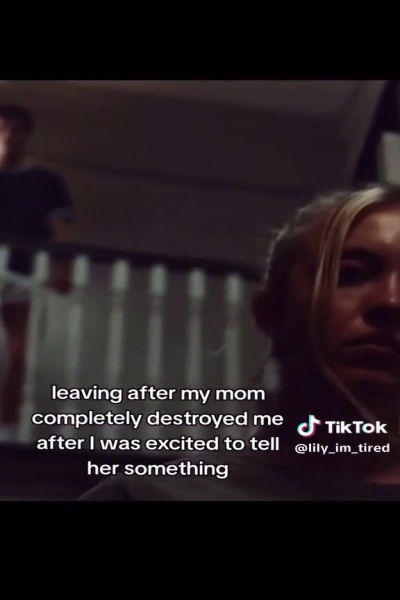 leaving after my mom
completely destroyed me
after I was excited to tell
her something
TikTok
@lily_im_tired